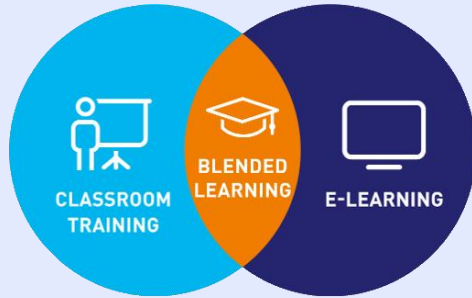 CLASSROOM
TRAINING
BLENDED
LEARNING
E-LEARNING